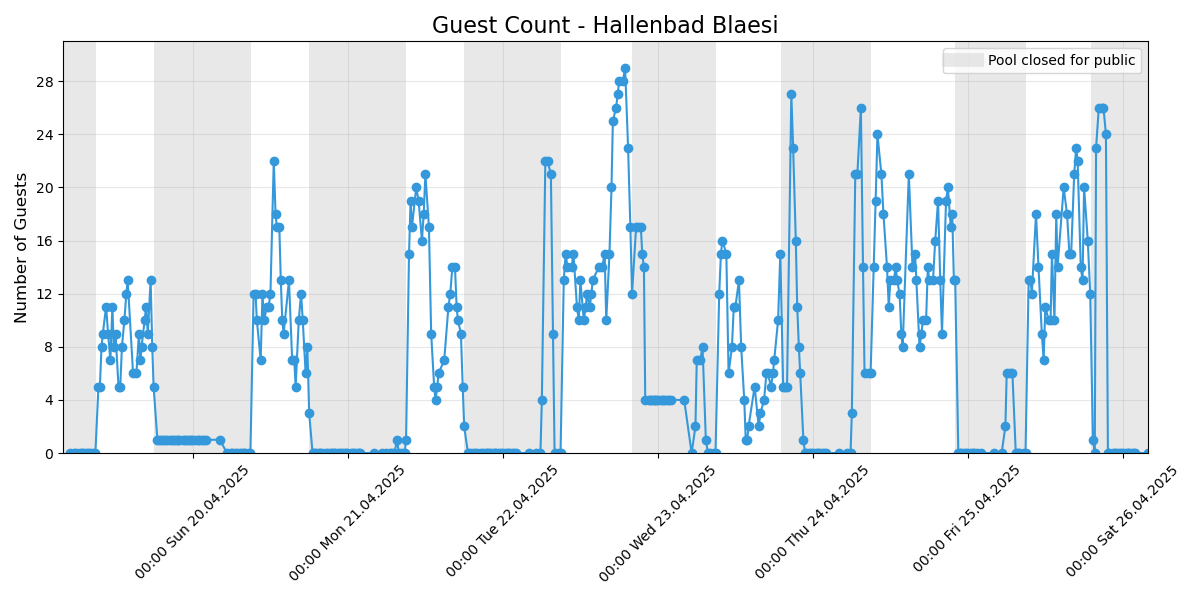 Guest Count - Hallenbad Blaesi
Pool closed for public
Number of Guests
28
24
20
16
12
8
4
0
00:00 Sun 20.04.2025
00:00 Mon 21.04.2025
00:00 Tue 22.04.2025
00:00 Wed 23.04.2025
00:00 Thu 24.04.2025
00:00 Fri 25.04.2025
00:00 Sat 26.04.2025